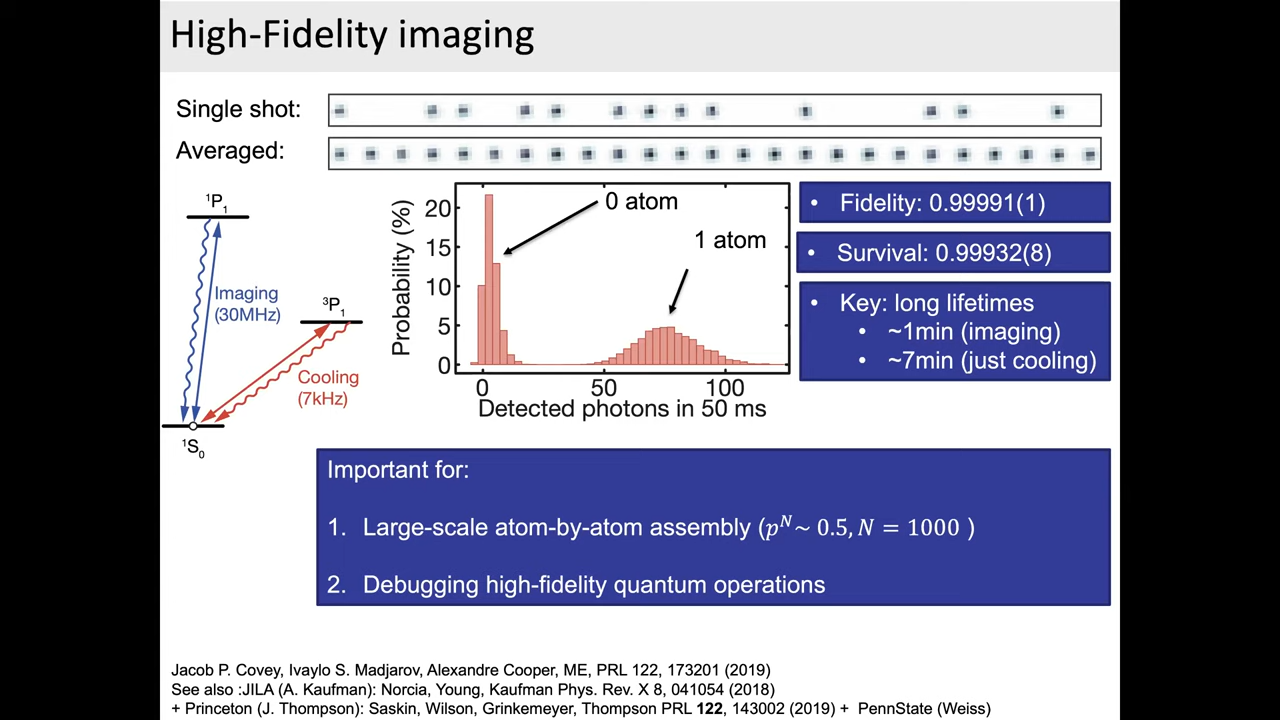 High-Fidelity imaging
Single shot:
Averaged:
¹P₁
Imaging
(30MHz)
³P₁
Cooling
(7kHz)
¹S₀
Probability (%)
20
15
10
5
0
0 atom
1 atom
0 50 100
Detected photons in 50 ms
• Fidelity: 0.99991(1)
• Survival: 0.99932(8)
• Key: long lifetimes
• ~1min (imaging)
• ~7min (just cooling)
Important for:
1. Large-scale atom-by-atom assembly (pᴺ~ 0.5, N = 1000 )
2. Debugging high-fidelity quantum operations
Jacob P. Covey, Ivaylo S. Madjarov, Alexandre Cooper, ME, PRL 122, 173201 (2019)
See also :JILA (A. Kaufman): Norcia, Young, Kaufman Phys. Rev. X 8, 041054 (2018)
+ Princeton (J. Thompson): Saskin, Wilson, Grinkemeyer, Thompson PRL 122, 143002 (2019) + PennState (Weiss)